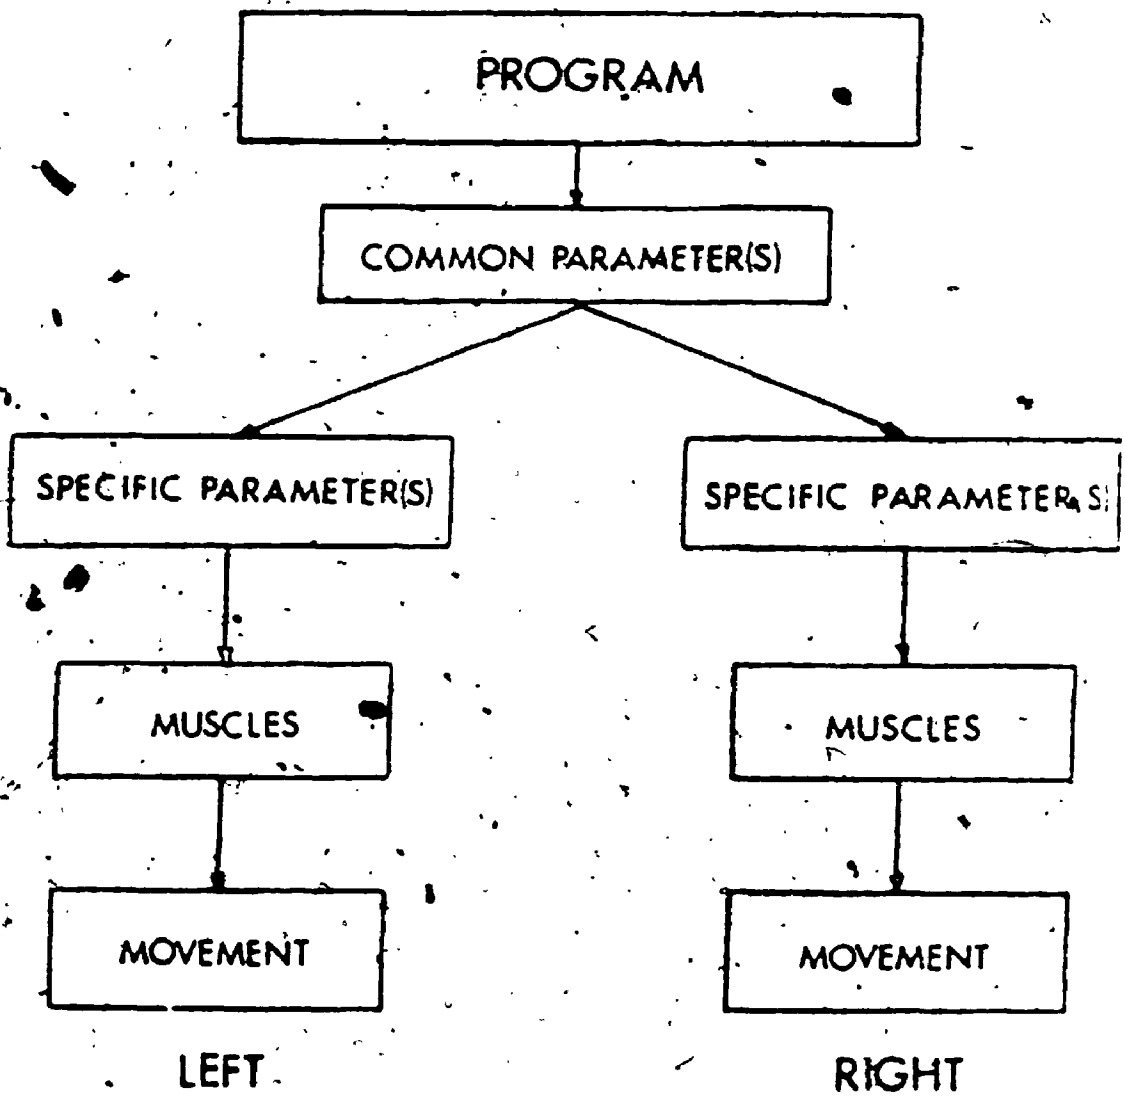 PROGRAM
COMMON PARAMETER(S)
SPECIFIC PARAMETER(S)
SPECIFIC PARAMETER(S)
MUSCLES
MUSCLES
MOVEMENT
MOVEMENT
LEFT
RIGHT